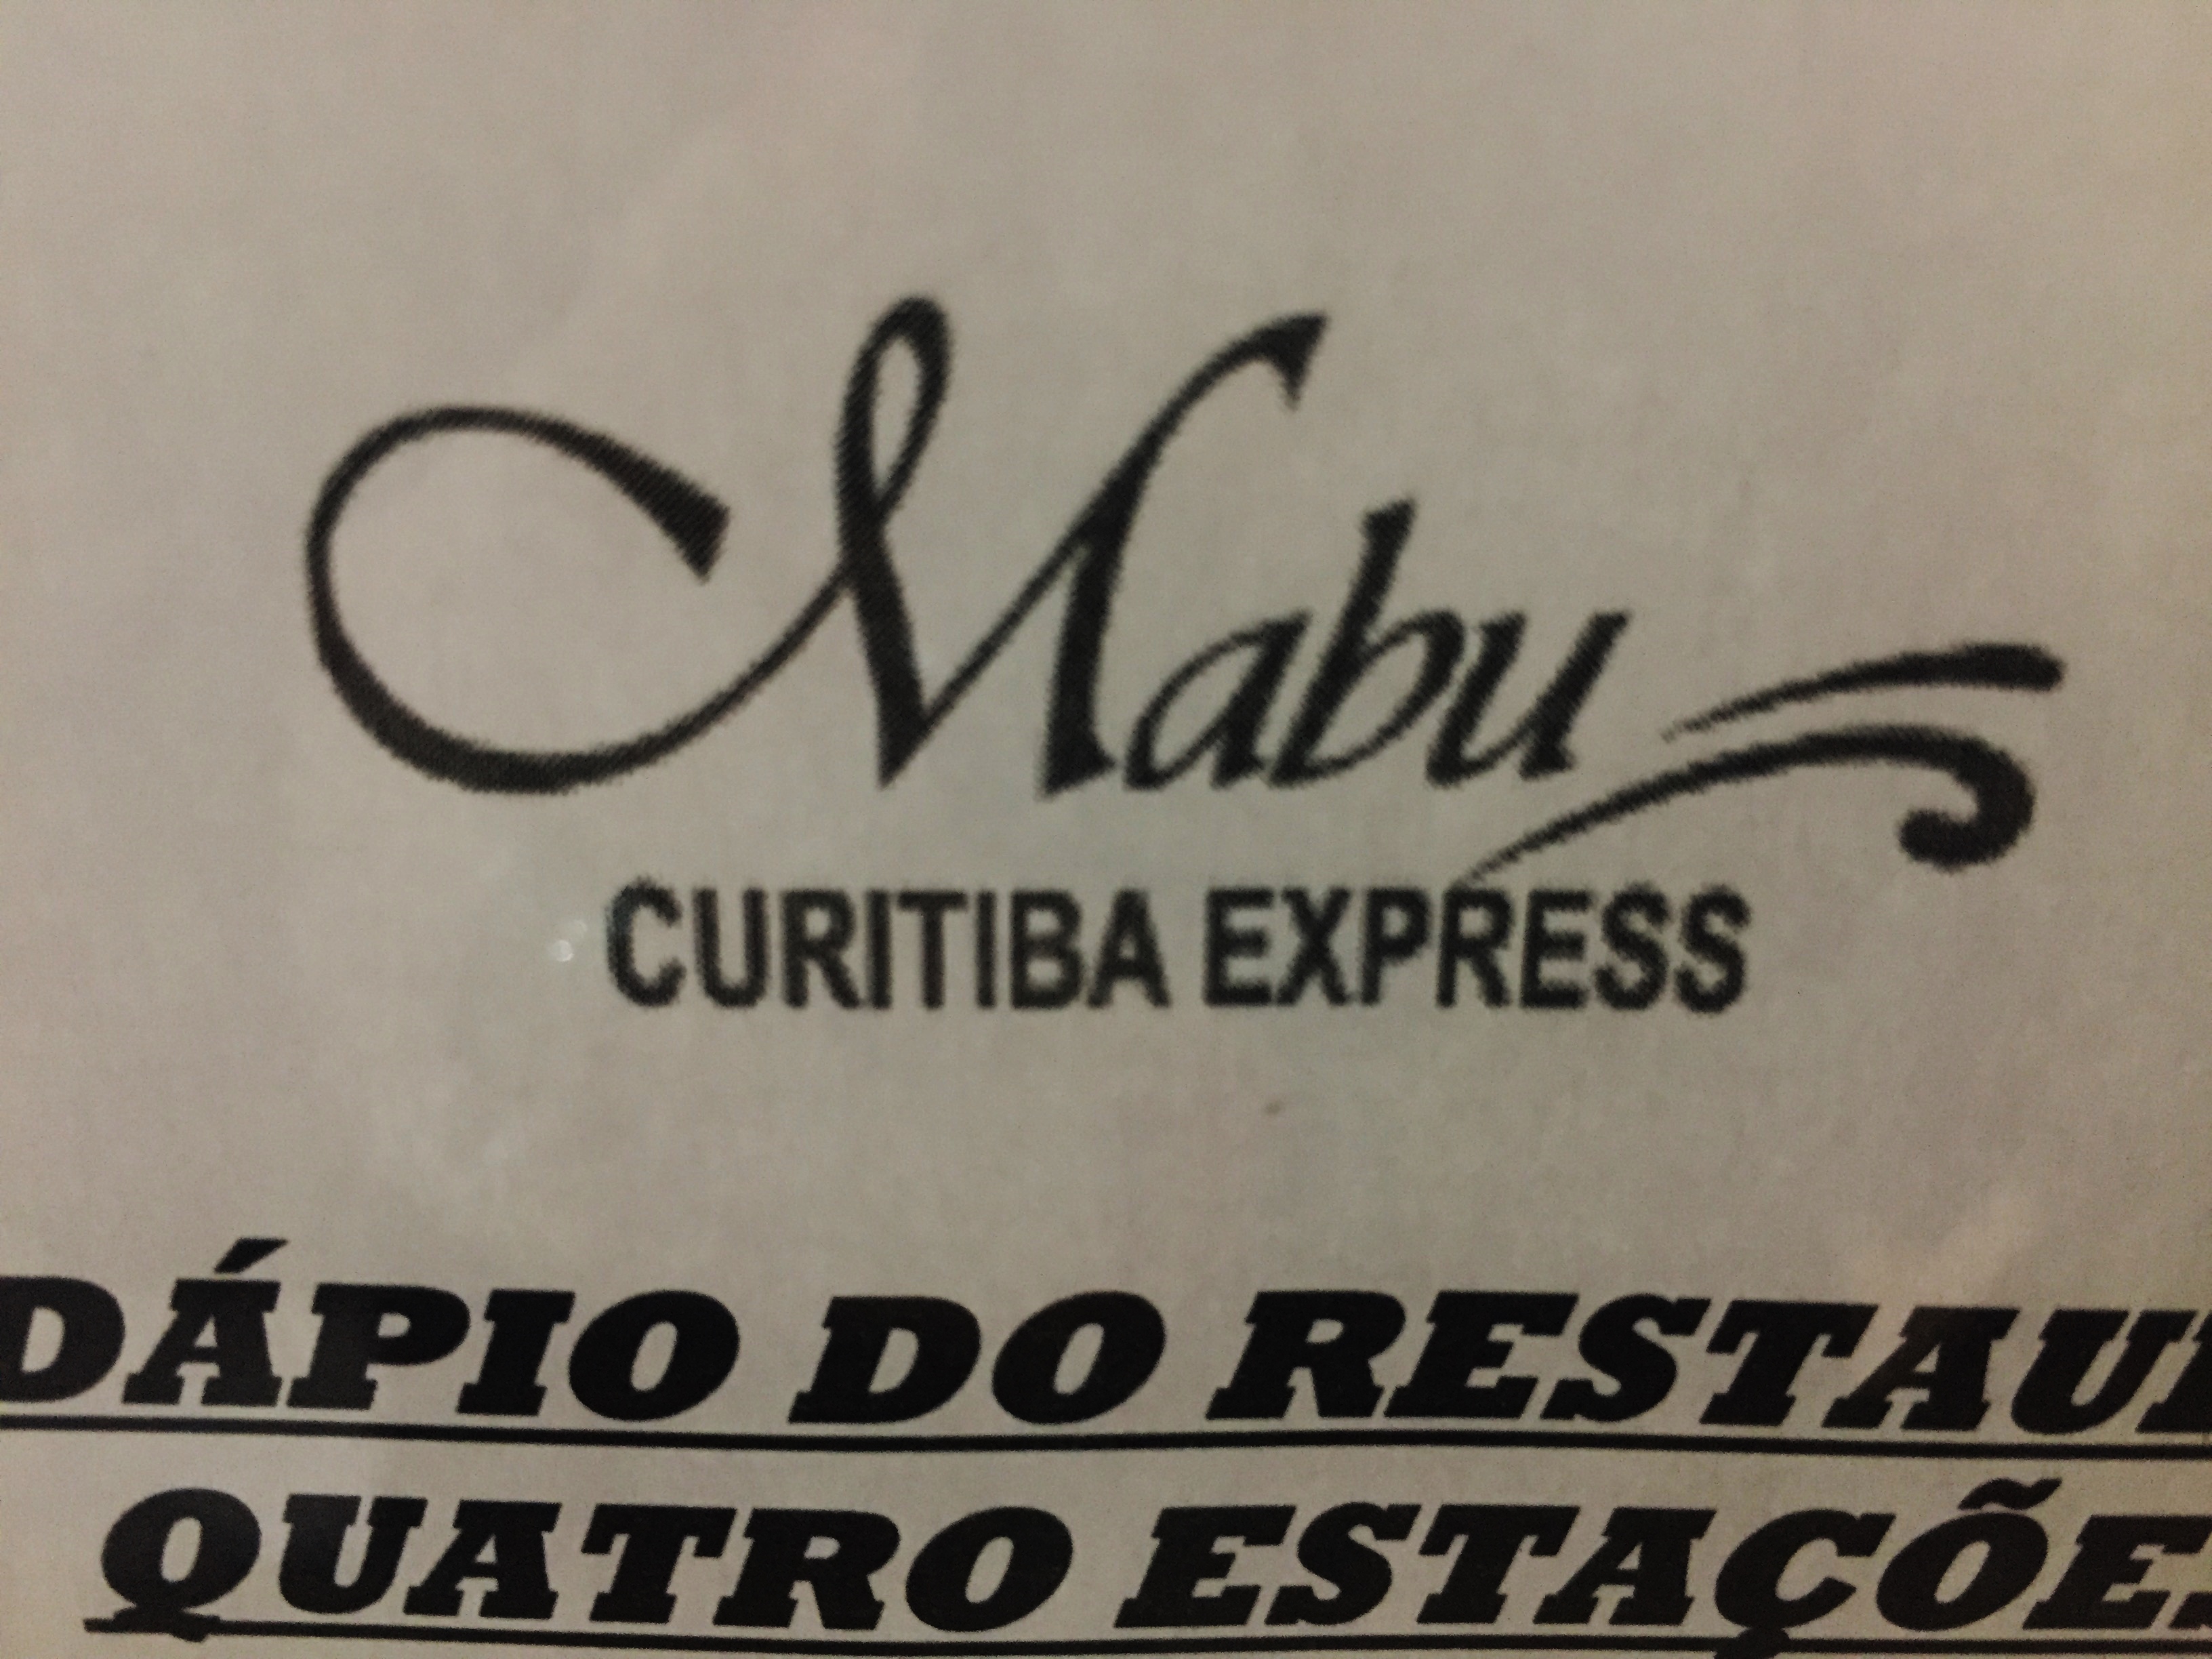 Mabu
CURITIBA EXPRESS
DÁPIO DO RESTAU
QUATRO ESTAÇÕE